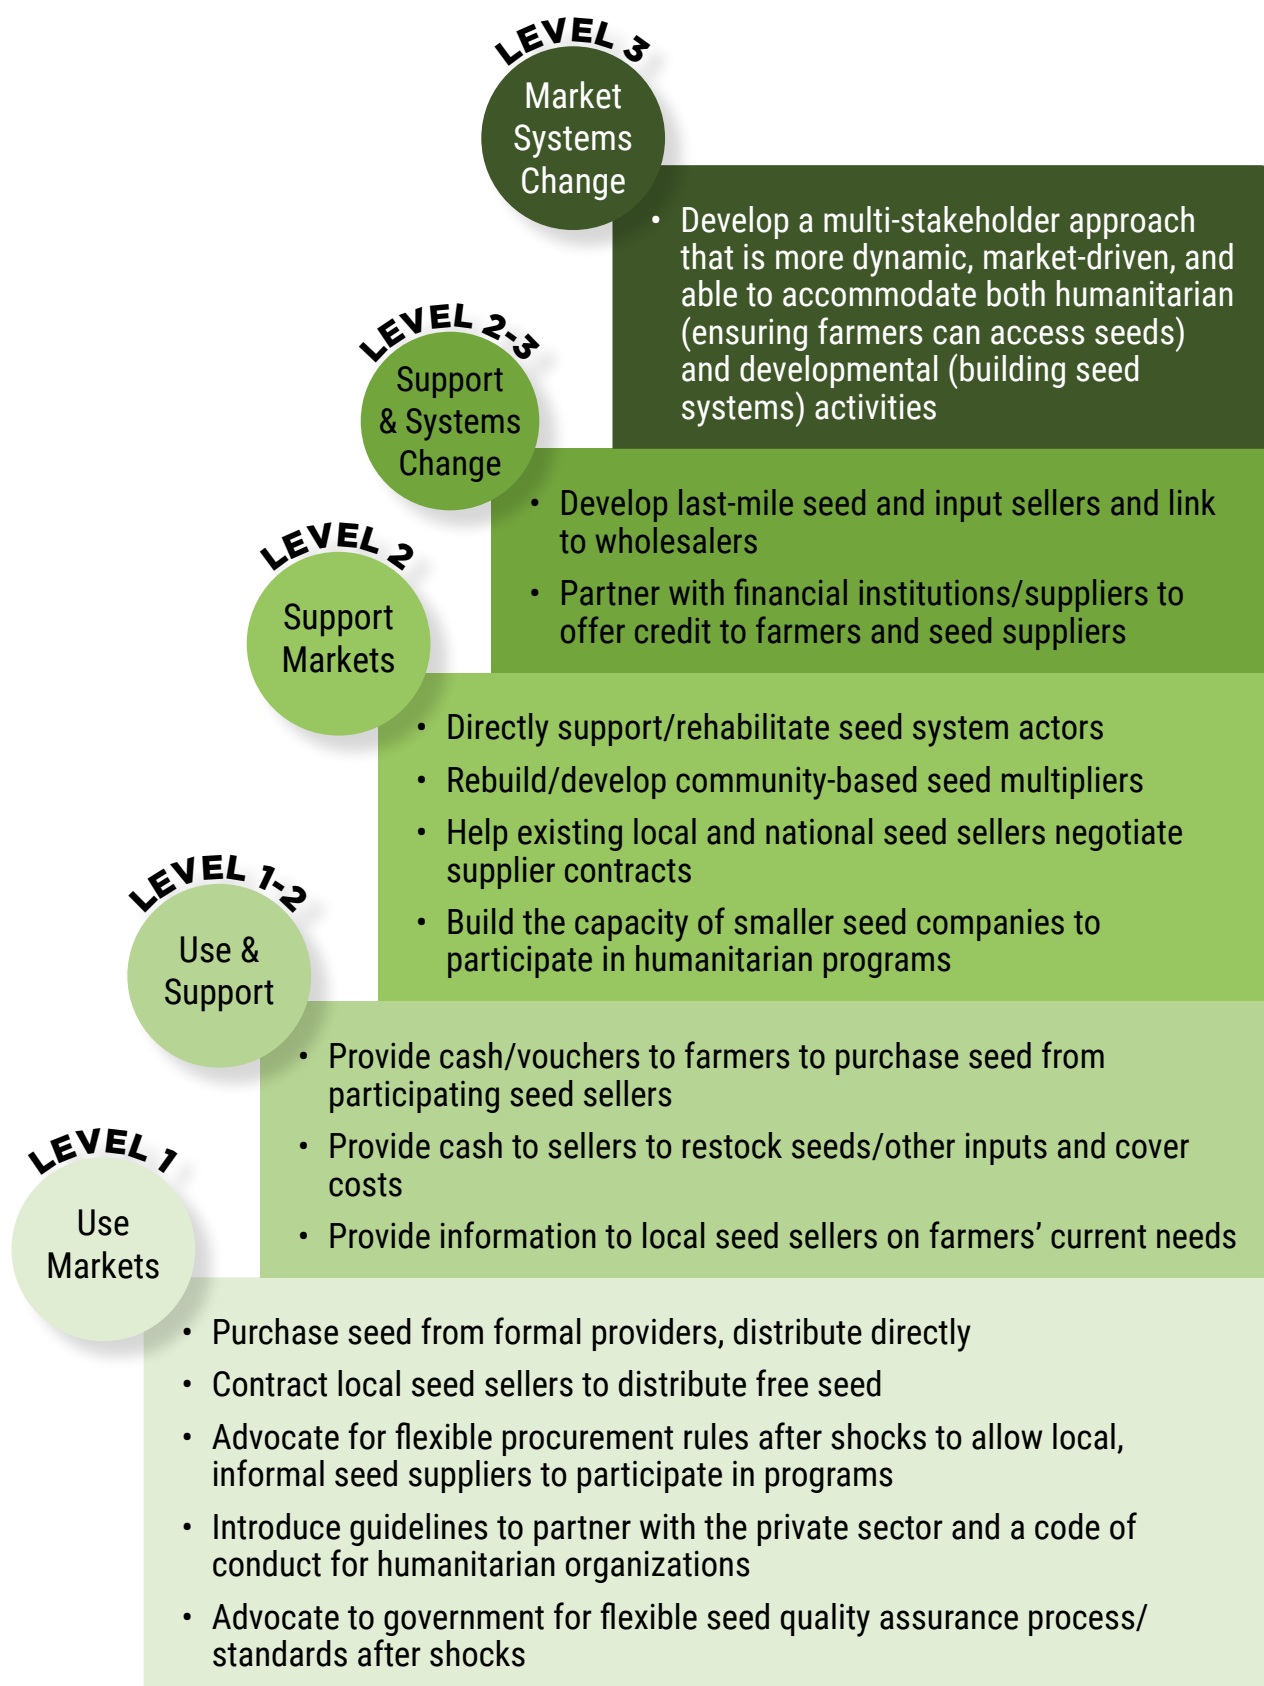 LEVEL 3
Market
Systems
Change
• Develop a multi-stakeholder approach
that is more dynamic, market-driven, and
able to accommodate both humanitarian
(ensuring farmers can access seeds)
and developmental (building seed
systems) activities
LEVEL 2-3
Support
& Systems
Change
• Develop last-mile seed and input sellers and link
to wholesalers
• Partner with financial institutions/suppliers to
offer credit to farmers and seed suppliers
LEVEL 2
Support
Markets
• Directly support/rehabilitate seed system actors
• Rebuild/develop community-based seed multipliers
• Help existing local and national seed sellers negotiate
supplier contracts
• Build the capacity of smaller seed companies to
participate in humanitarian programs
LEVEL 1-2
Use &
Support
• Provide cash/vouchers to farmers to purchase seed from
participating seed sellers
• Provide cash to sellers to restock seeds/other inputs and cover
costs
• Provide information to local seed sellers on farmers’ current needs
LEVEL 1
Use
Markets
• Purchase seed from formal providers, distribute directly
• Contract local seed sellers to distribute free seed
• Advocate for flexible procurement rules after shocks to allow local,
informal seed suppliers to participate in programs
• Introduce guidelines to partner with the private sector and a code of
conduct for humanitarian organizations
• Advocate to government for flexible seed quality assurance process/
standards after shocks